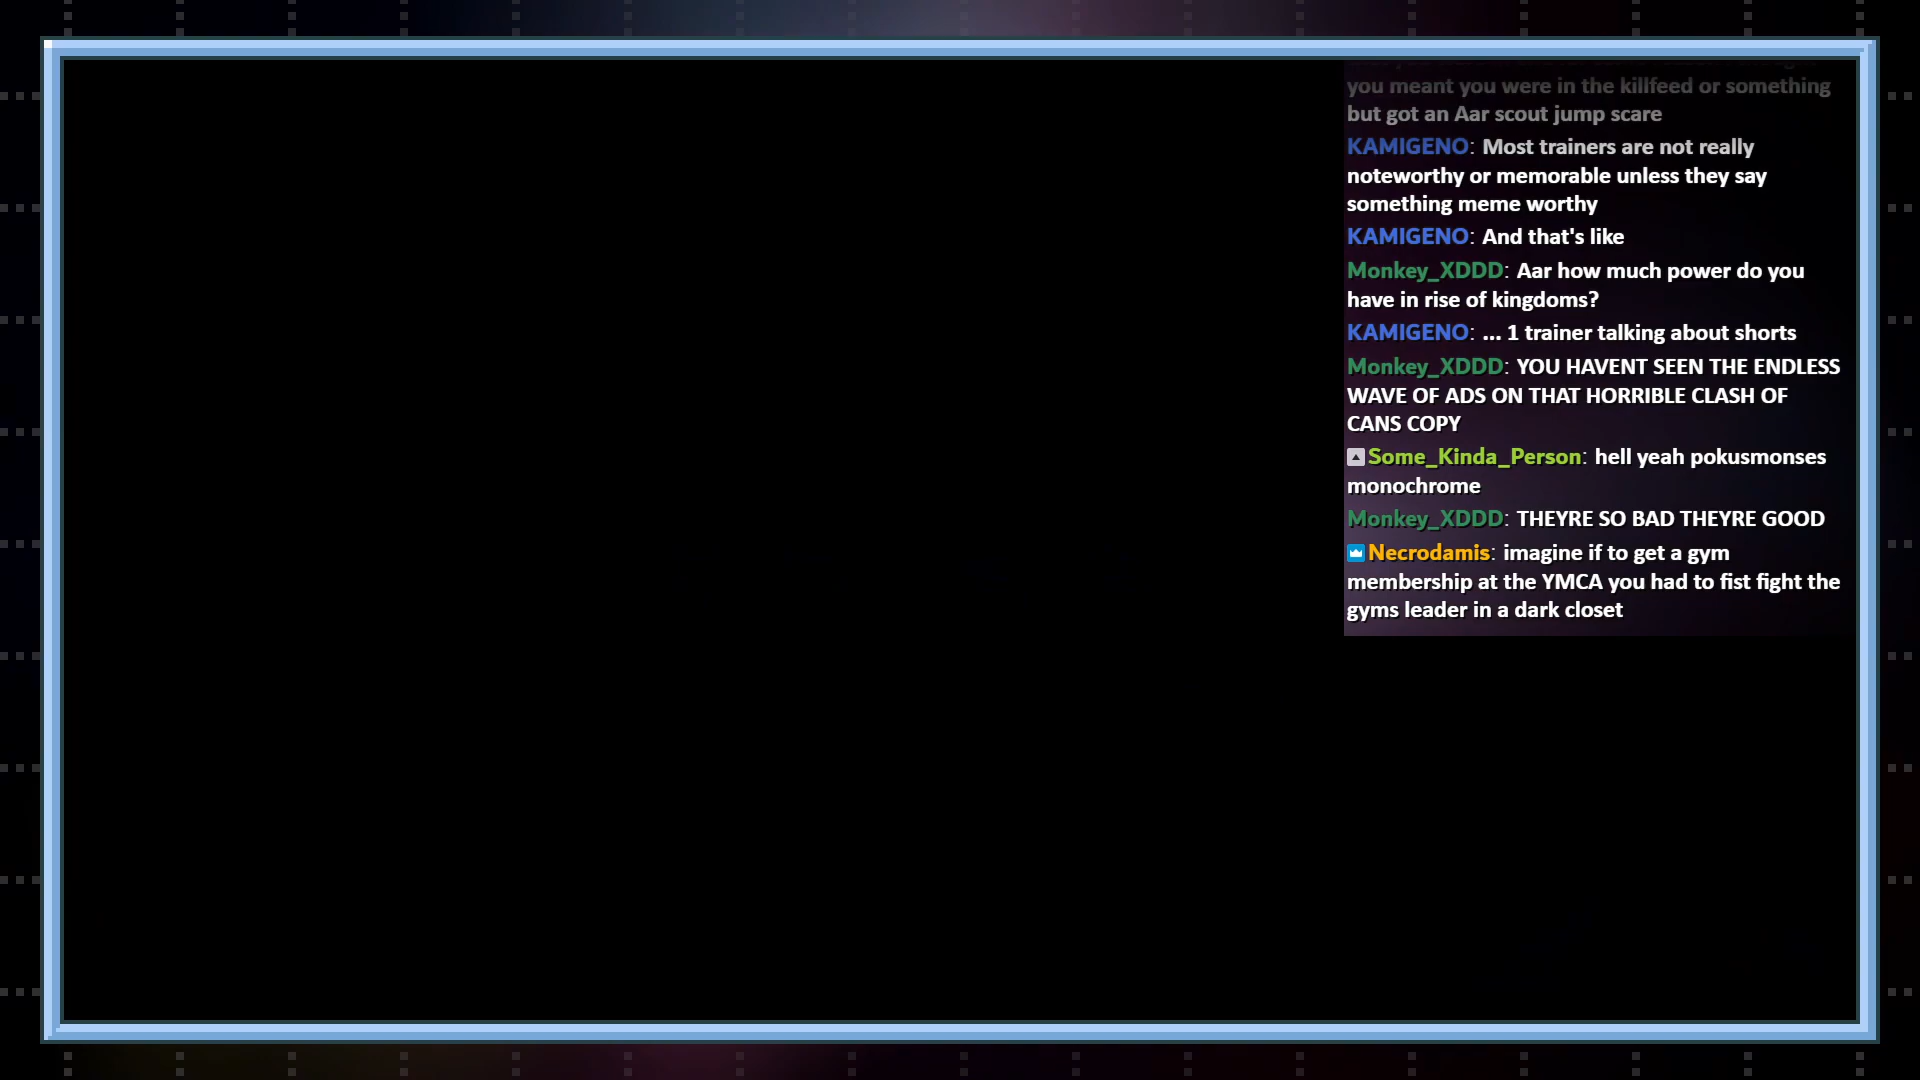 you meant you were in the killfeed or something
but got an Aar scout jump scare
KAMIGENO: Most trainers are not really
noteworthy or memorable unless they say
something meme worthy
KAMIGENO: And that's like
Monkey_XDDD: Aar how much power do you
have in rise of kingdoms?
KAMIGENO: ... 1 trainer talking about shorts
Monkey_XDDD: YOU HAVENT SEEN THE ENDLESS
WAVE OF ADS ON THAT HORRIBLE CLASH OF
CANS COPY
Some_Kinda_Person: hell yeah pokusmonses
monochrome
Monkey_XDDD: THEYRE SO BAD THEYRE GOOD
Necrodamis: imagine if to get a gym
membership at the YMCA you had to fist fight the
gyms leader in a dark closet